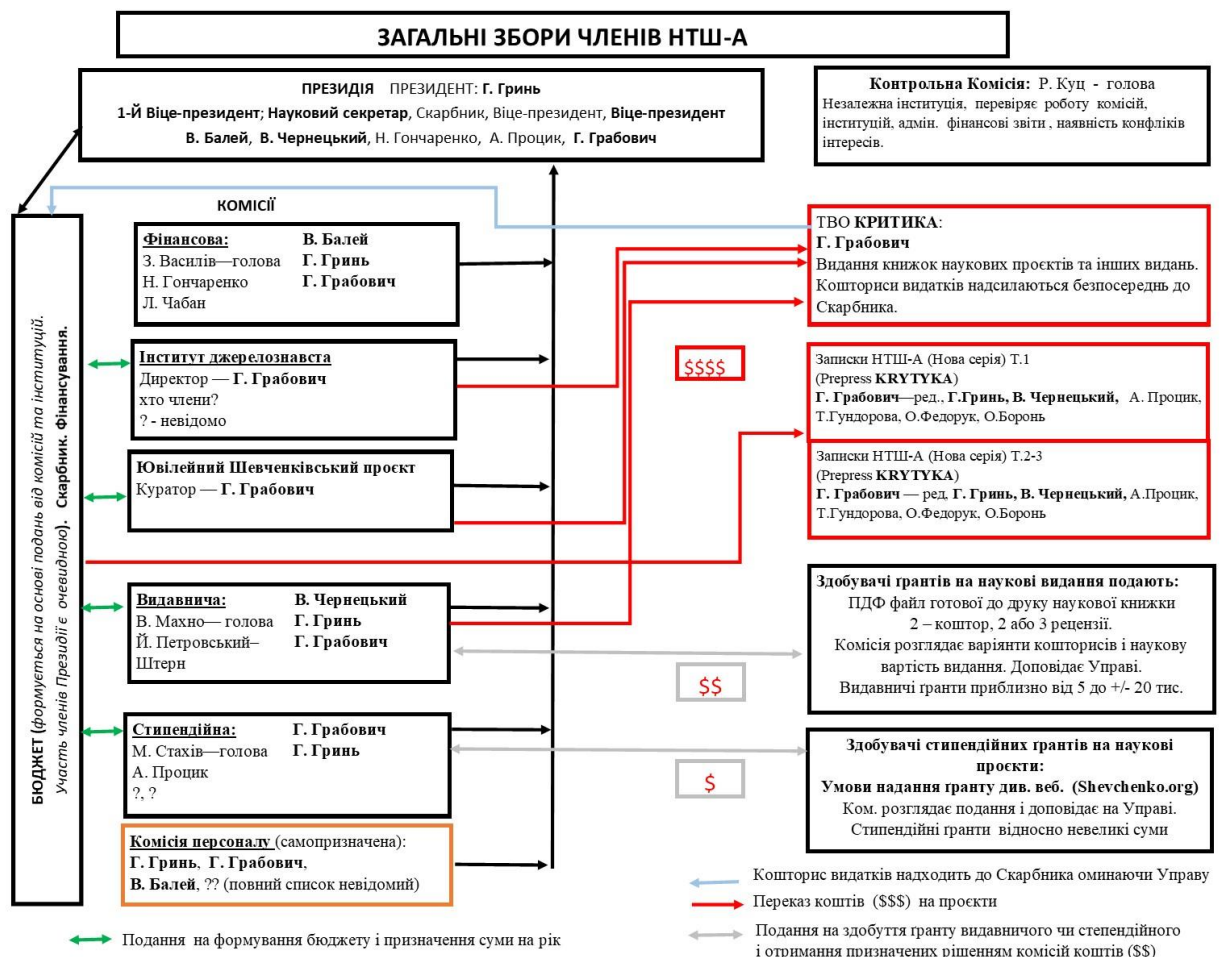 ЗАГАЛЬНІ ЗБОРИ ЧЛЕНІВ НТШ-А
ПРЕЗИДІЯ ПРЕЗИДЕНТ: Г. Гринь
1-Й Віце-президент; Науковий секретар, Скарбник, Віце-президент, Віце-президент
В. Балей, В. Чернецький, Н. Гончаренко, А. Процик, Г. Грабович
Контрольна Комісія: Р. Куц - голова
Незалежна інституція, перевіряє роботу комісій,
інституцій, адмін. фінансові звіти , наявність конфліків
інтересів.
БЮДЖЕТ (формується на основі подань від комісій та інституцій.
Участь членів Президії є очевидною). Скарбник. Фінансування.
КОМІСІЇ
Фінансова: В. Балей
З. Василів—голова Г. Гринь
Н. Гончаренко Г. Грабович
Л. Чабан
Інститут джерелознавста
Директор — Г. Грабович
хто члени?
? - невідомо
Ювілейний Шевченківський проєкт
Куратор — Г. Грабович
Видавнича: В. Чернецький
В. Махно— голова Г. Гринь
Й. Петровський– Г. Грабович
Штерн
Стипендійна: Г. Грабович
М. Стахів—голова Г. Гринь
А. Процик
?, ?
Комісія персоналу (самопризначена):
Г. Гринь, Г. Грабович,
В. Балей, ?? (повний список невідомий)
ТВО КРИТИКА:
Г. Грабович
Видання книжок наукових проєктів та інших видань.
Кошториси видатків надсилаються безпосереднь до
Скарбника.
$$$$
Записки НТШ-А (Нова серія) Т.1
(Prepress KRYTYKA)
Г. Грабович—ред., Г.Гринь, В. Чернецький, А. Процик,
Т.Гундорова, О.Федорук, О.Боронь
Записки НТШ-А (Нова серія) Т.2-3
(Prepress KRYTYKA)
Г. Грабович — ред, Г. Гринь, В. Чернецький, А.Процик,
Т.Гундорова, О.Федорук, О.Боронь
Здобувачі ґрантів на наукові видання подають:
ПДФ файл готової до друку наукової книжки
2 – коштор, 2 або 3 рецензії.
Комісія розглядає варіянти кошторисів і наукову
вартість видання. Доповідає Управі.
Видавничі ґранти приблизно від 5 до +/- 20 тис.
$$
Здобувачі стипендійних ґрантів на наукові
проєкти:
Умови надання ґранту див. веб. (Shevchenko.org)
Ком. розглядає подання і доповідає на Управі.
Стипендійні ґранти відносно невеликі суми
$
Кошторис видатків надходить до Скарбника оминаючи Управу
Переказ коштів ($$$) на проєкти
Подання на формування бюджету і призначення суми на рік
Подання на здобуття ґранту видавничого чи степендійного
і отримання призначених рішенням комісій коштів ($$)